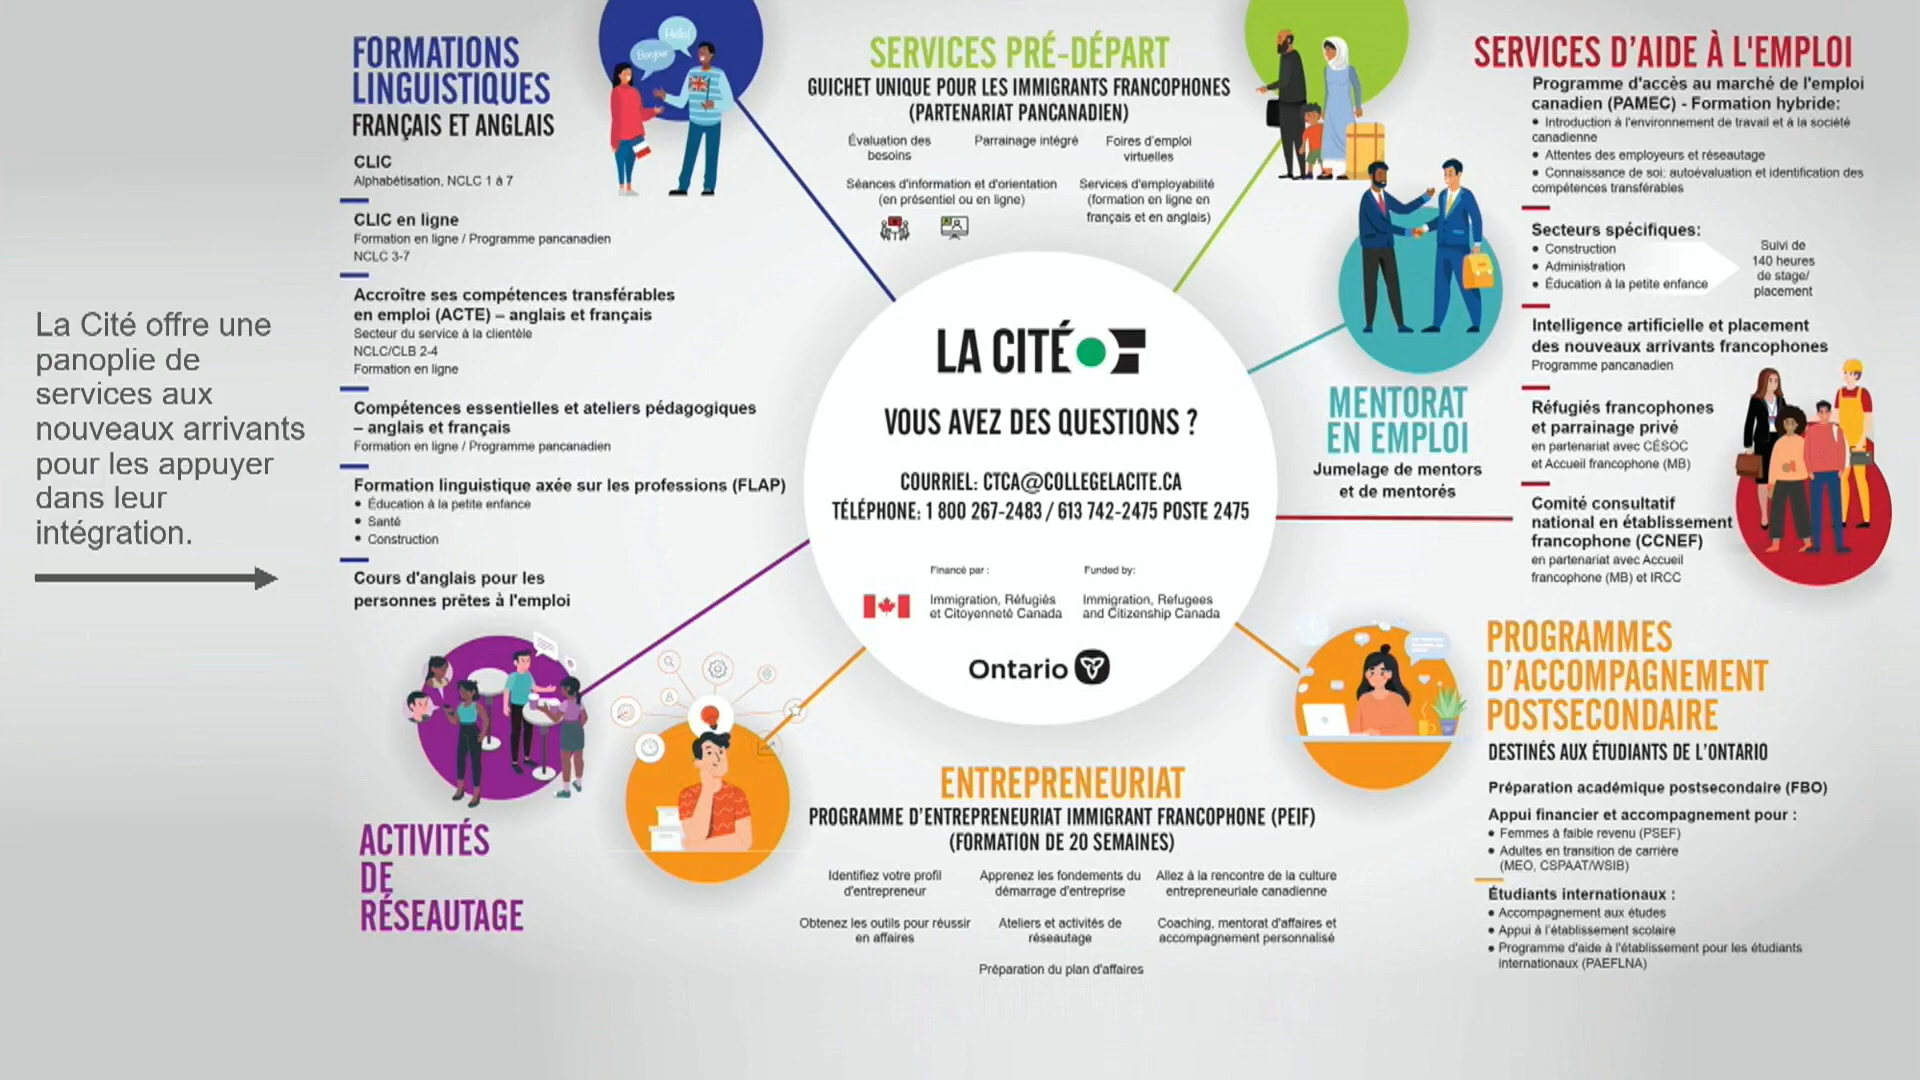 La Cité offre une
panoplie de
services aux
nouveaux arrivants
pour les appuyer
dans leur
intégration.
FORMATIONS
LINGUISTIQUES
FRANÇAIS ET ANGLAIS
CLIC
Alphabétisation, NCLC 1 à 7
CLIC en ligne
Formation en ligne / Programme pancanadien
NCLC 3-7
Accroître ses compétences transférables
en emploi (ACTE) – anglais et français
Secteur du service à la clientèle
NCLC/CLB 2-4
Formation en ligne
Compétences essentielles et ateliers pédagogiques
– anglais et français
Formation en ligne / Programme pancanadien
Formation linguistique axée sur les professions (FLAP)
• Éducation à la petite enfance
• Santé
• Construction
Cours d'anglais pour les
personnes prêtes à l'emploi
Hello!
Bonjour
SERVICES PRÉ-DÉPART
GUICHET UNIQUE POUR LES IMMIGRANTS FRANCOPHONES
(PARTENARIAT PANCANADIEN)
Évaluation des
besoins
Parrainage intégré
Foires d'emploi
virtuelles
Séances d'information et d'orientation
(en présentiel ou en ligne)
Services d'employabilité
(formation en ligne en
français et en anglais)
LA CITÉ
VOUS AVEZ DES QUESTIONS ?
COURRIEL: CTCA@COLLEGELACITE.CA
TÉLÉPHONE: 1 800 267-2483 / 613 742-2475 POSTE 2475
Financé par :
Immigration, Réfugiés
et Citoyenneté Canada
Funded by:
Immigration, Refugees
and Citizenship Canada
Ontario
SERVICES D'AIDE À L'EMPLOI
Programme d'accès au marché de l'emploi
canadien (PAMEC) - Formation hybride:
• Introduction à l'environnement de travail et à la société
canadienne
• Attentes des employeurs et réseautage
• Connaissance de soi: autoévaluation et identification des
compétences transférables
Secteurs spécifiques:
• Construction
• Administration
• Éducation à la petite enfance
Suivi de
140 heures
de stage/
placement
Intelligence artificielle et placement
des nouveaux arrivants francophones
Programme pancanadien
Réfugiés francophones
et parrainage privé
en partenariat avec CÉSOC
et Accueil francophone (MB)
Comité consultatif
national en établissement
francophone (CCNEF)
en partenariat avec Accueil
francophone (MB) et IRCC
MENTORAT
EN EMPLOI
Jumelage de mentors
et de mentorés
ACTIVITÉS
DE
RÉSEAUTAGE
ENTREPRENEURIAT
PROGRAMME D'ENTREPRENEURIAT IMMIGRANT FRANCOPHONE (PEIF)
(FORMATION DE 20 SEMAINES)
Identifiez votre profil
d'entrepreneur
Apprenez les fondements du
démarrage d'entreprise
Allez à la rencontre de la culture
entrepreneuriale canadienne
Obtenez les outils pour réussir
en affaires
Ateliers et activités de
réseautage
Coaching, mentorat d'affaires et
accompagnement personnalisé
Préparation du plan d'affaires
PROGRAMMES
D'ACCOMPAGNEMENT
POSTSECONDAIRE
DESTINÉS AUX ÉTUDIANTS DE L'ONTARIO
Préparation académique postsecondaire (FBO)
Appui financier et accompagnement pour :
• Femmes à faible revenu (PSEF)
• Adultes en transition de carrière
(MEO, CSPAAT/WSIB)
Étudiants internationaux :
• Accompagnement aux études
• Appui à l'établissement scolaire
• Programme d'aide à l'établissement pour les étudiants
internationaux (PAEFLNA)